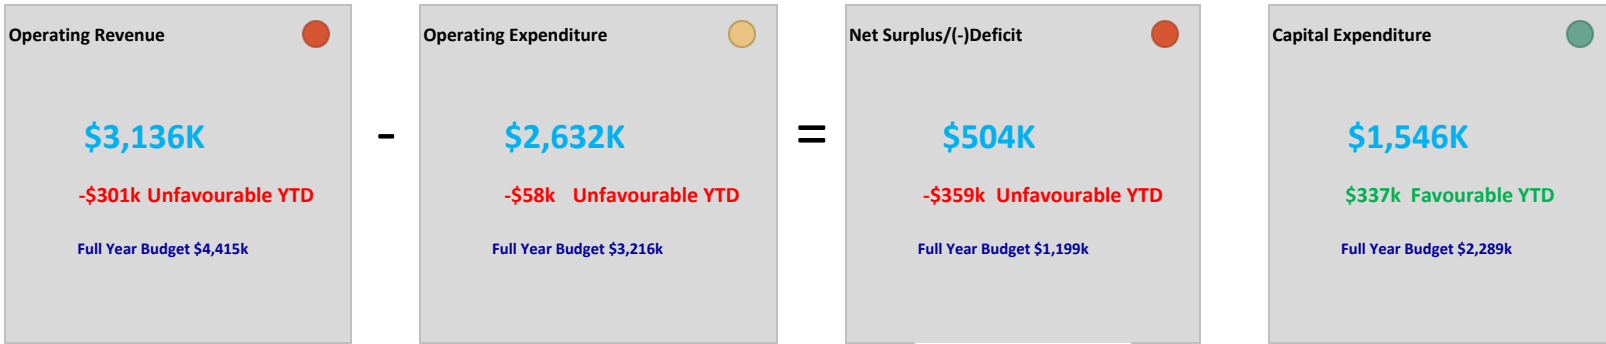 Operating Revenue
$3,136K
-$301k Unfavourable YTD
Full Year Budget $4,415k
-
Operating Expenditure
$2,632K
-$58k Unfavourable YTD
Full Year Budget $3,216k
=
Net Surplus/(-)Deficit
$504K
-$359k Unfavourable YTD
Full Year Budget $1,199k
Capital Expenditure
$1,546K
$337k Favourable YTD
Full Year Budget $2,289k